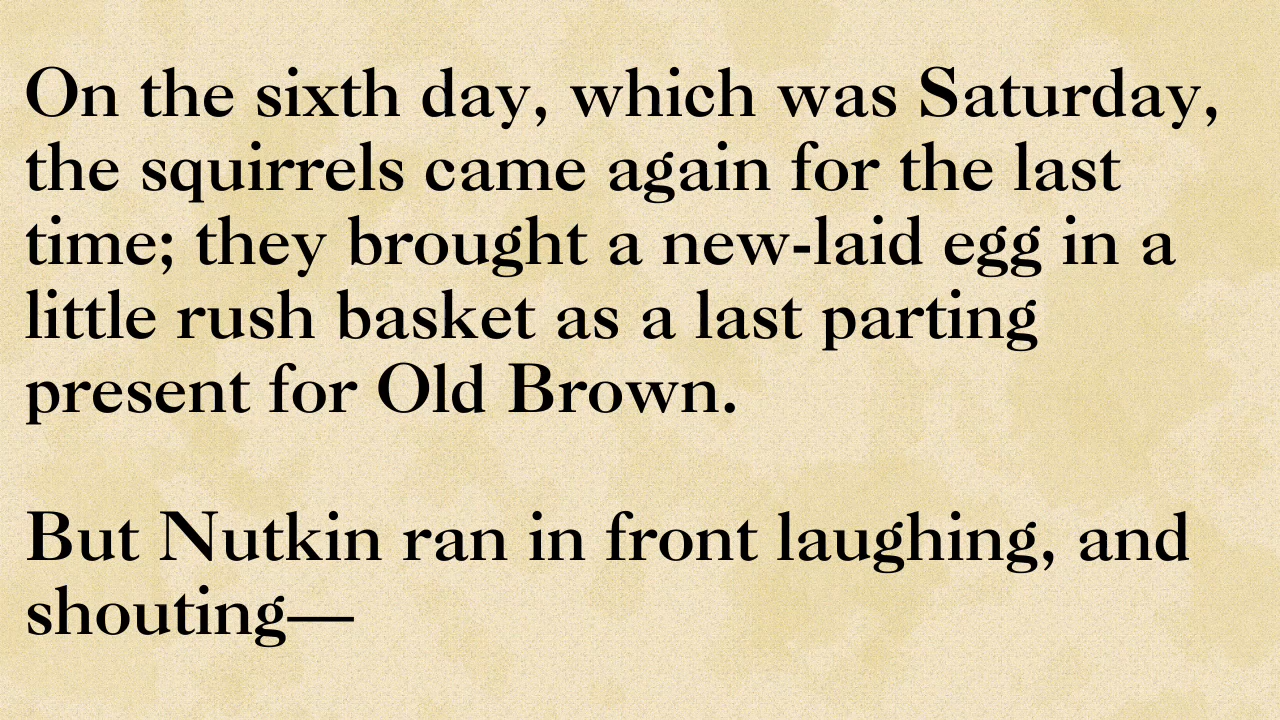 On the sixth day, which was Saturday,
the squirrels came again for the last
time; they brought a new-laid egg in a
little rush basket as a last parting
present for Old Brown.
But Nutkin ran in front laughing, and
shouting—